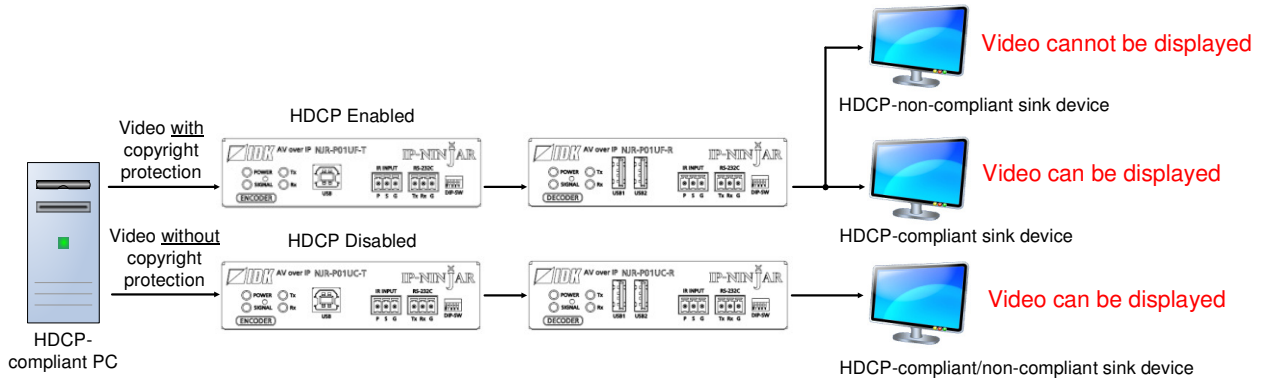 Video cannot be displayed
HDCP-non-compliant sink device
Video with
copyright
protection
HDCP Enabled
IDK AV over IP NJR-P01UF-T IP-NINJAR
POWER Tx
SIGNAL Rx
USB
IR INPUT RS-232C
P S G Tx Rx G DIP-SW
ENCODER
IDK AV over IP NJR-P01UF-R IP-NINJAR
POWER Tx
SIGNAL Rx
USB1 USB2
IR INPUT RS-232C
P S G Tx Rx G DIP-SW
DECODER
Video can be displayed
HDCP-compliant sink device
Video without
copyright
protection
HDCP Disabled
IDK AV over IP NJR-P01UC-T IP-NINJAR
POWER Tx
SIGNAL Rx
USB
IR INPUT RS-232C
P S G Tx Rx G DIP-SW
ENCODER
IDK AV over IP NJR-P01UC-R IP-NINJAR
POWER Tx
SIGNAL Rx
USB1 USB2
IR INPUT RS-232C
P S G Tx Rx G DIP-SW
DECODER
Video can be displayed
HDCP-compliant/non-compliant sink device
HDCP-
compliant PC